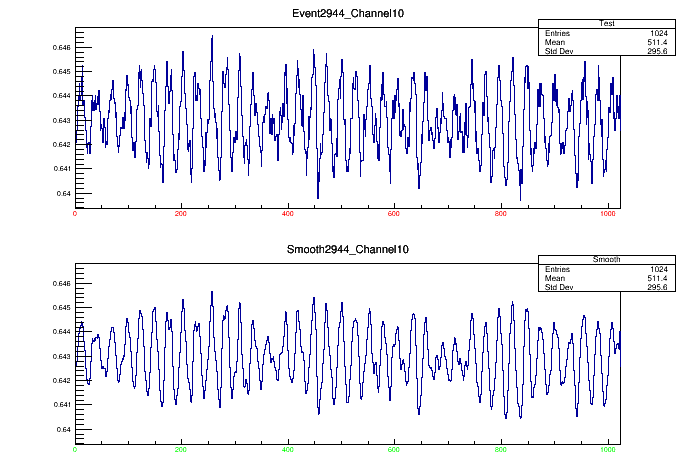 Event2944_Channel10
Test
Entries 1024
Mean 511.4
Std Dev 295.6
0.646
0.645
0.644
0.643
0.642
0.641
0.64
0 200 400 600 800 1000
Smooth2944_Channel10
Smooth
Entries 1024
Mean 511.4
Std Dev 295.6
0.646
0.645
0.644
0.643
0.642
0.641
0.64
0 200 400 600 800 1000